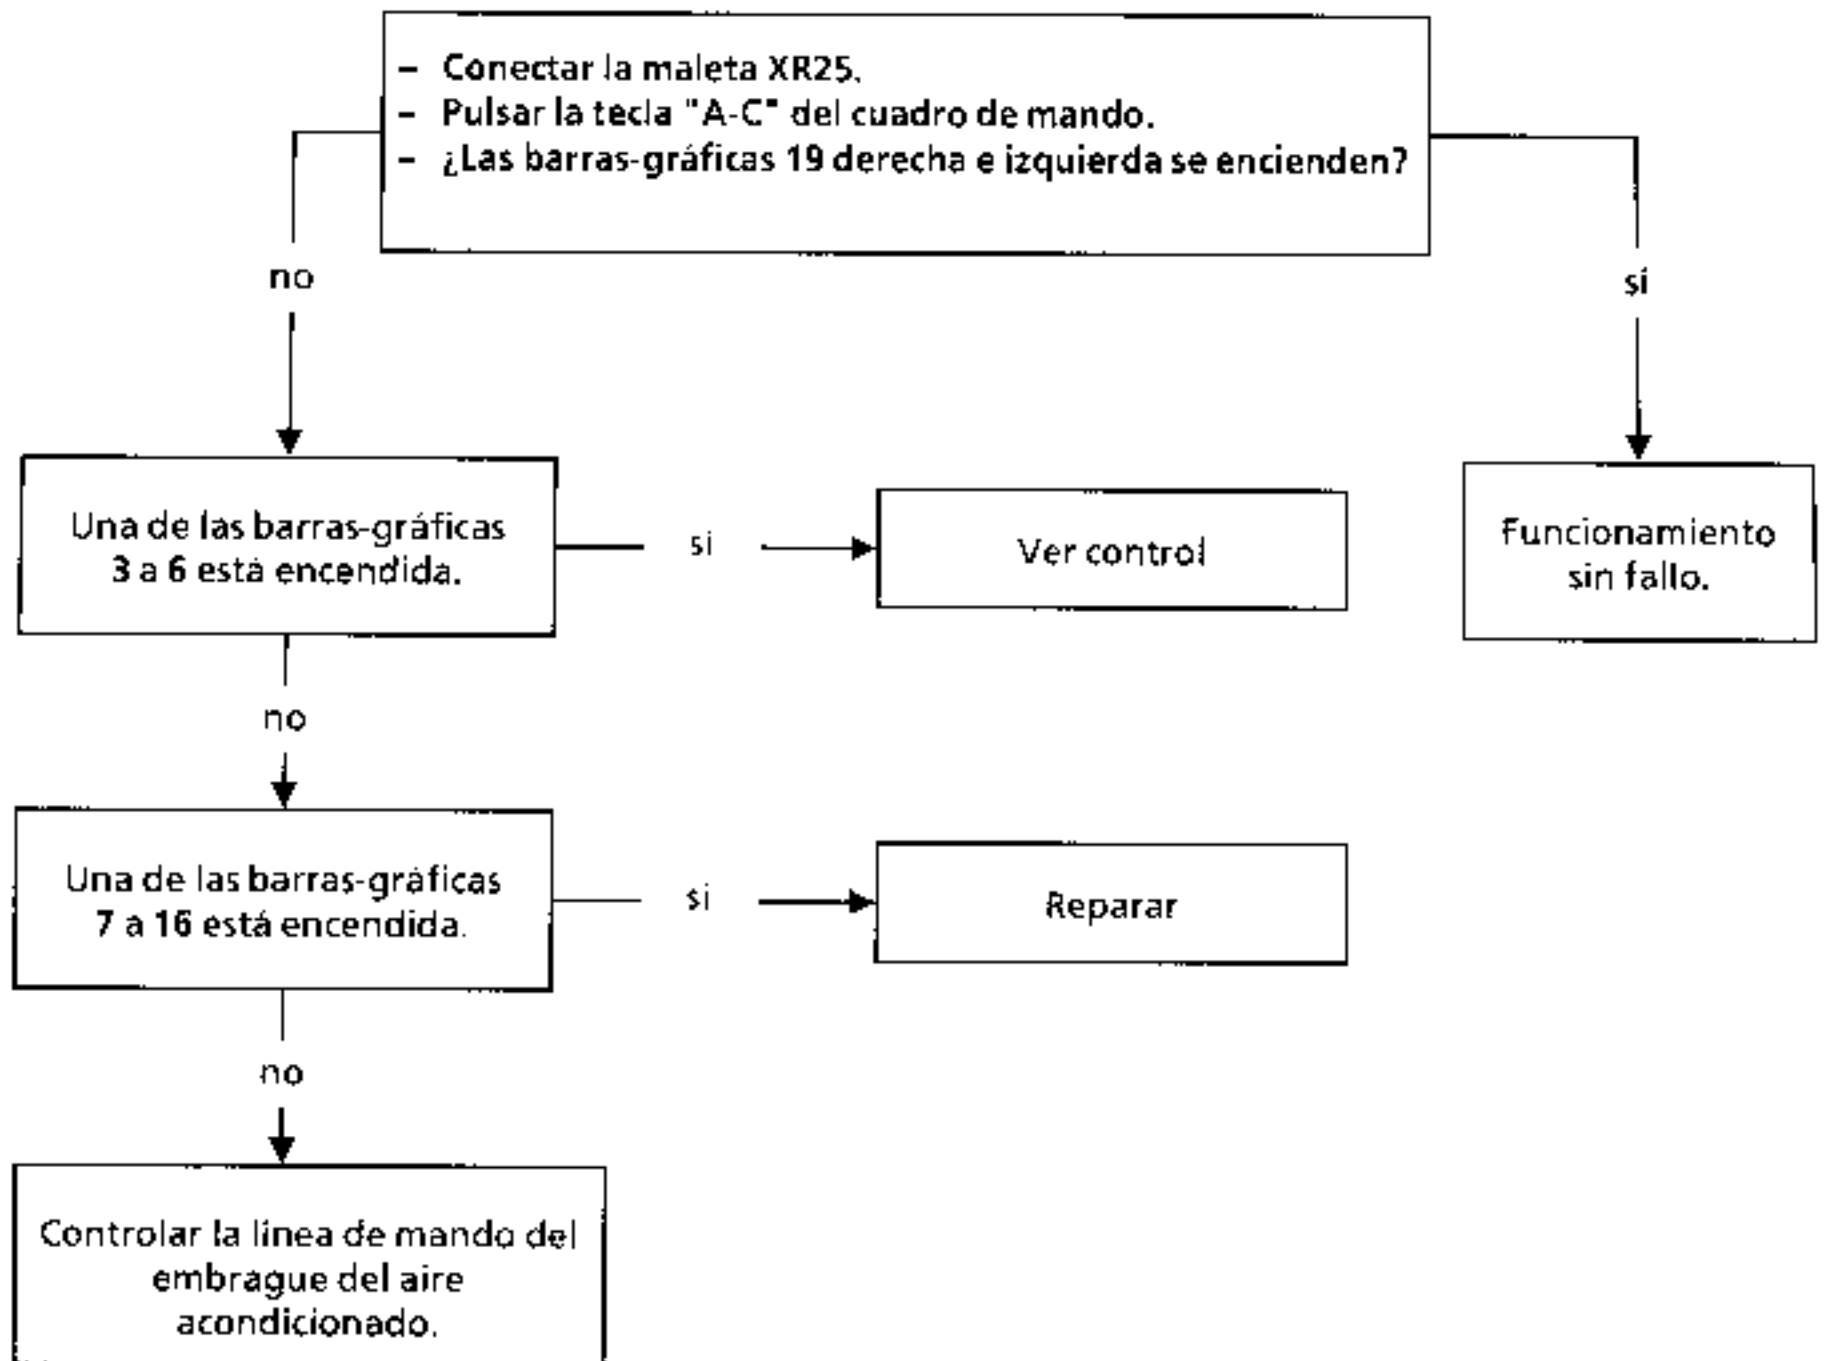 – Conectar la maleta XR25.
– Pulsar la tecla "A-C" del cuadro de mando.
– ¿Las barras-gráficas 19 derecha e izquierda se encienden?
no
sí
Una de las barras-gráficas
3 a 6 está encendida.
si
Ver control
Funcionamiento
sin fallo.
no
Una de las barras-gráficas
7 a 16 está encendida.
si
Reparar
no
Controlar la línea de mando del
embrague del aire
acondicionado.